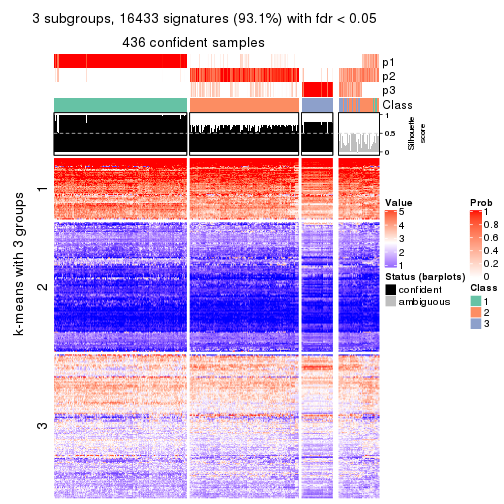 3 subgroups, 16433 signatures (93.1%) with fdr < 0.05
436 confident samples
p1
p2
p3
Class
1
0.5
0
Silhouette
score
k-means with 3 groups
1
2
3
Value
5
4
3
2
1
Status (barplots)
confident
ambiguous
Prob
1
0.8
0.6
0.4
0.2
0
Class
1
2
3